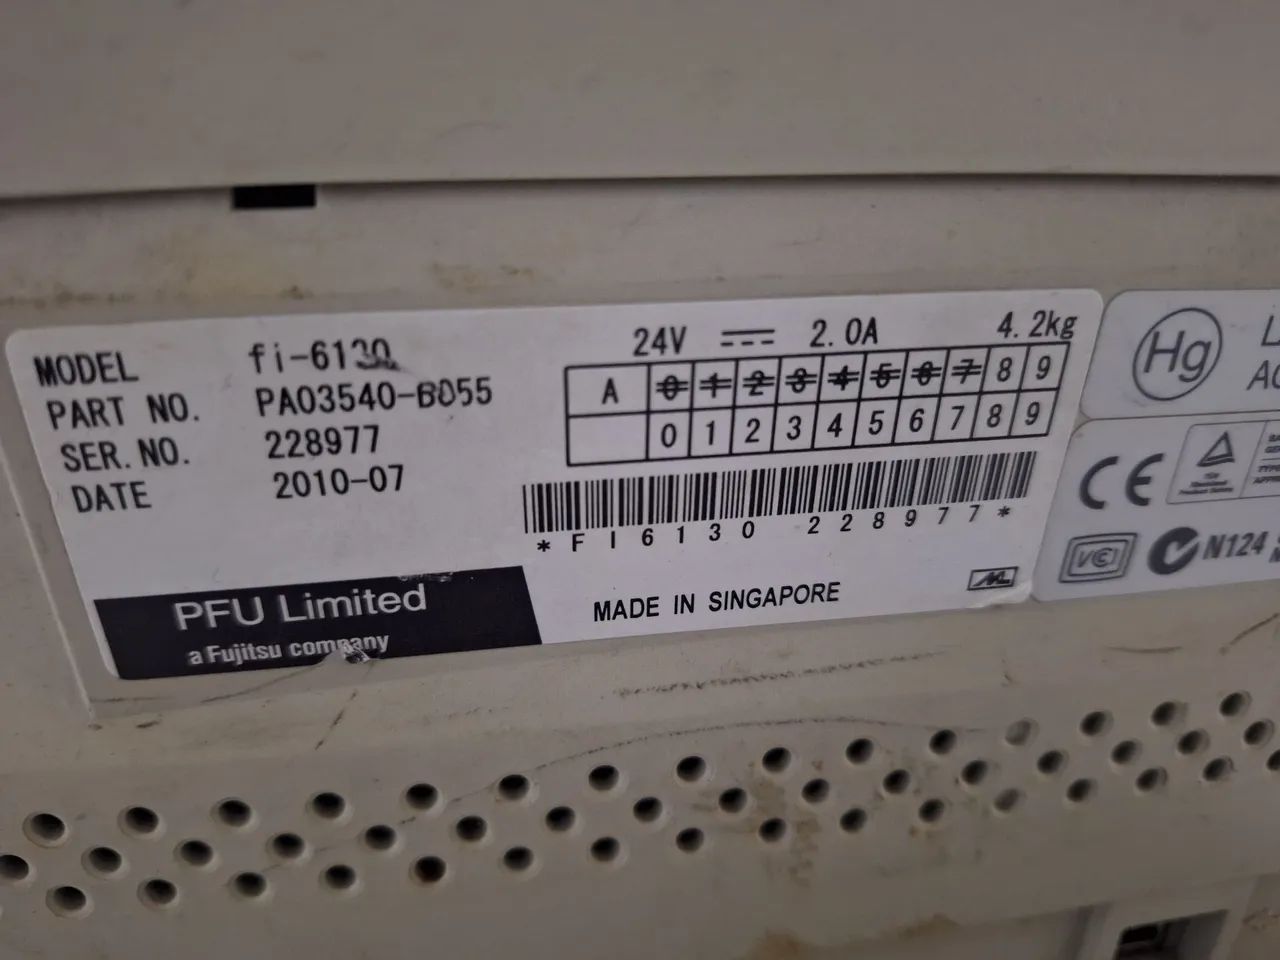 MODEL fi-6130
PART NO. PA03540-B055
SER. NO. 228977
DATE 2010-07
24V 2.0A 4.2kg
A 0 1 2 3 4 5 6 7 8 9
0 1 2 3 4 5 6 7 8 9
*FI6130 228977*
PFU Limited
a Fujitsu company
MADE IN SINGAPORE
Hg
CE
VCI
N124